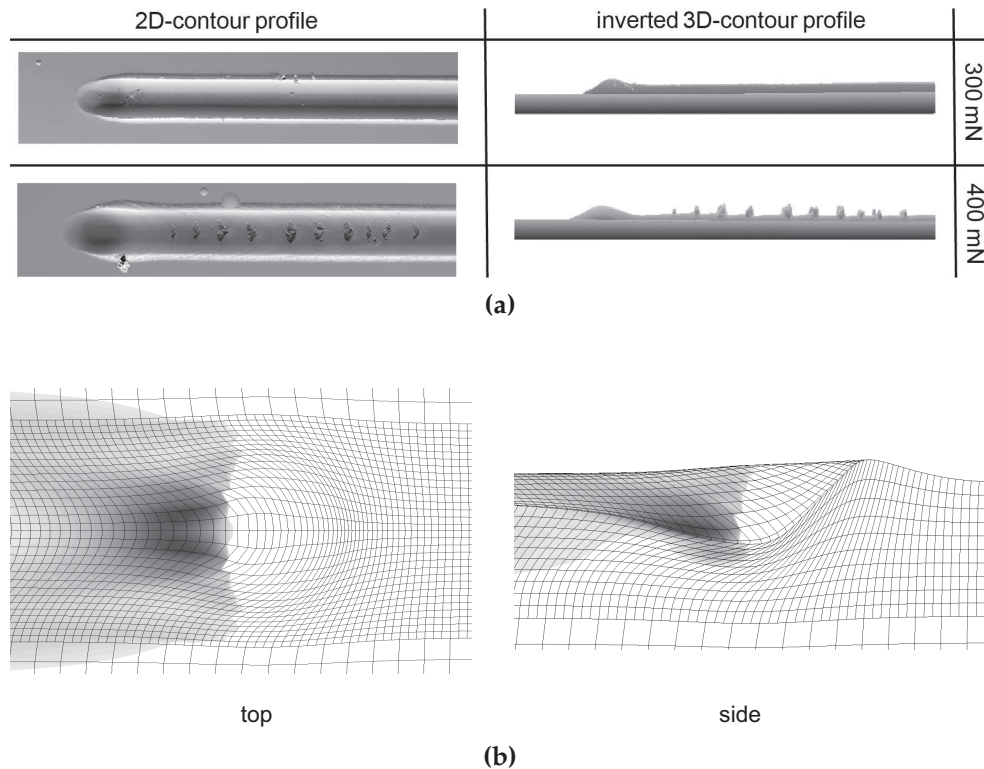 2D-contour profile
inverted 3D-contour profile
300 mN
400 mN
(a)
top
side
(b)